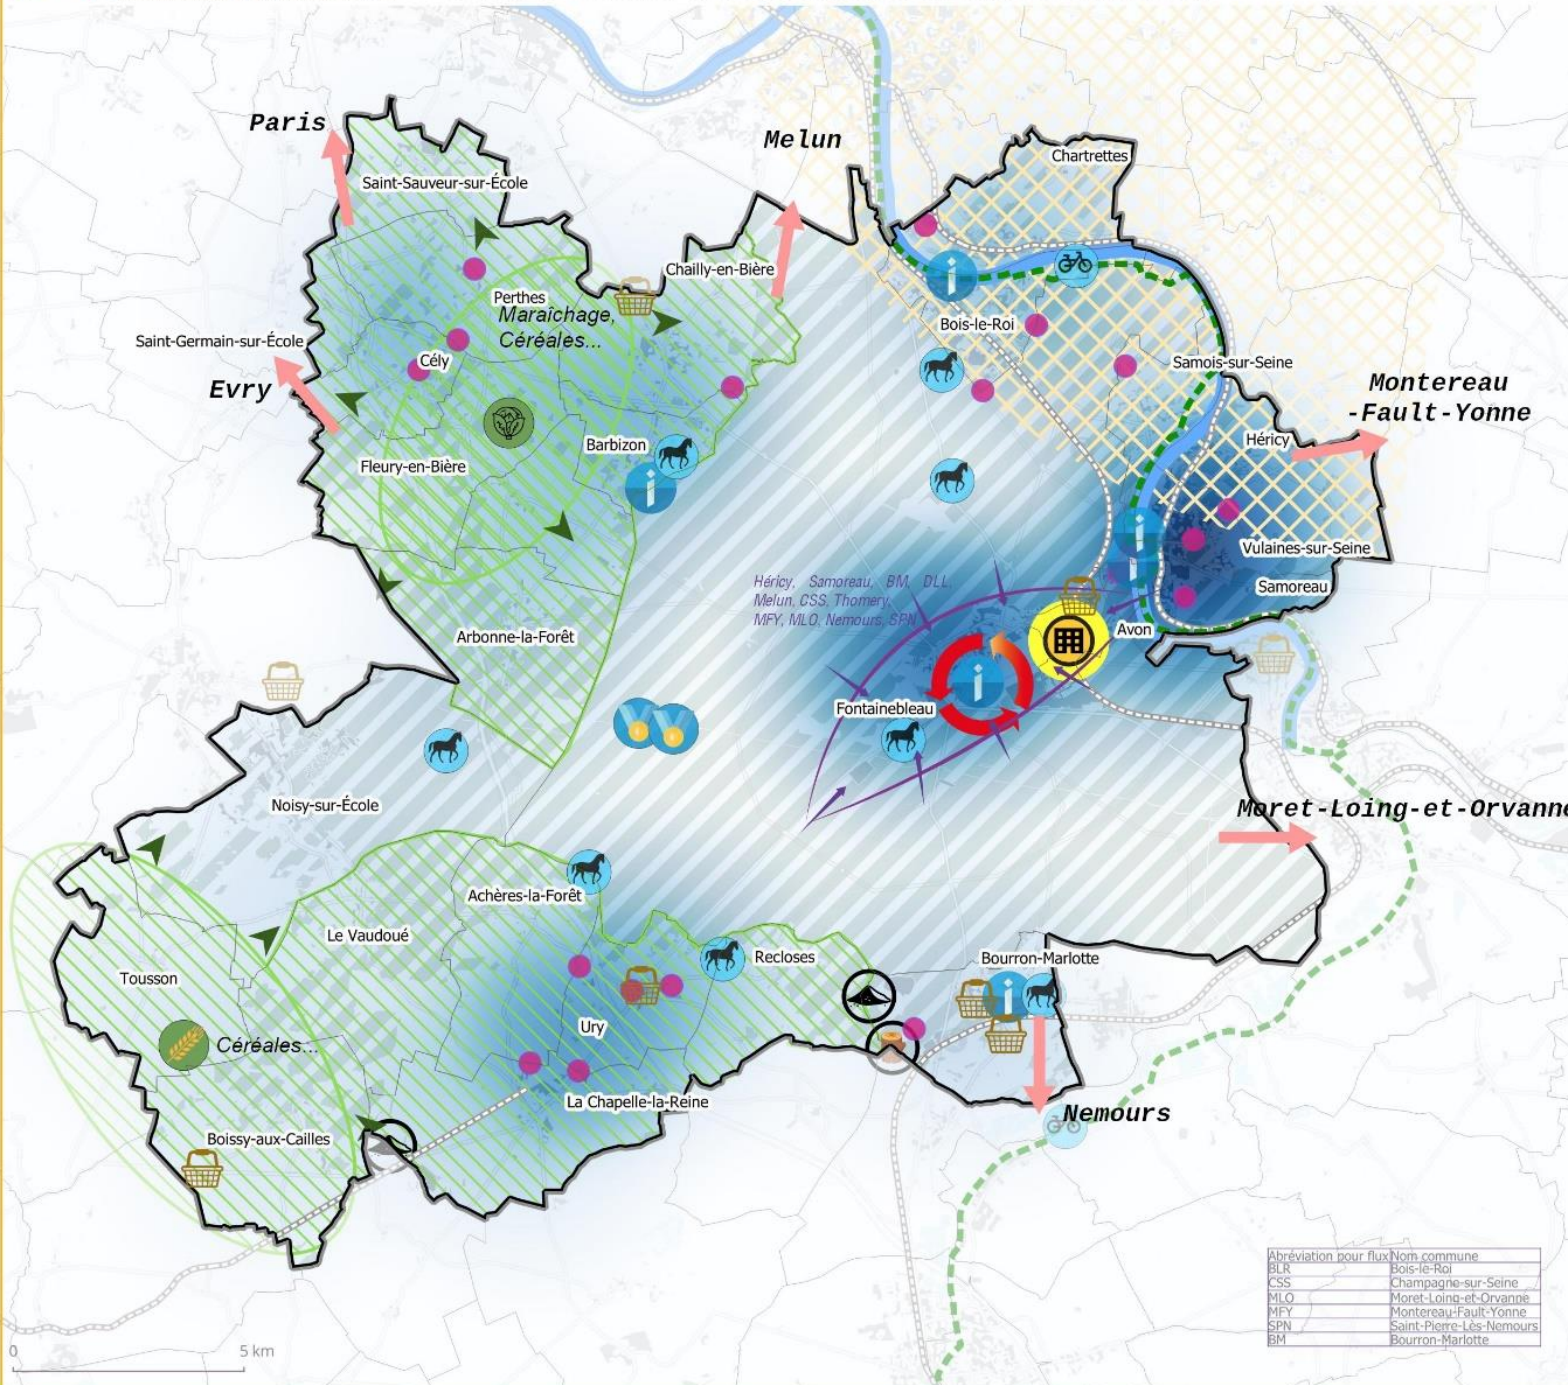 Paris
Melun
Chartrettes
Saint-Sauveur-sur-École
Chailly-en-Bière
Perthes
Maraîchage,
Céréales...
Bois-le-Roi
Saint-Germain-sur-École
Cély
Samois-sur-Seine
Evry
Montereau
-Fault-Yonne
Héricy
Barbizon
Fleury-en-Bière
Vulaines-sur-Seine
Héricy, Samoreau, BM, DLL,
Melun, CSS, Thomery,
MFY, MLO, Nemours, SPN
Samoreau
Avon
Arbonne-la-Forêt
Fontainebleau
Noisy-sur-École
Moret-Loing-et-Orvanne
Achères-la-Forêt
Le Vaudoué
Recloses
Bourron-Marlotte
Tousson
Ury
Céréales...
La Chapelle-la-Reine
Nemours
Boissy-aux-Cailles
Abréviation pour flux Nom commune
BLR Bois-le-Roi
CSS Champagne-sur-Seine
MLO Moret-Loing-et-Orvanne
MFY Montereau-Fault-Yonne
SPN Saint-Pierre-Lès-Nemours
BM Bourron-Marlotte
0 5 km